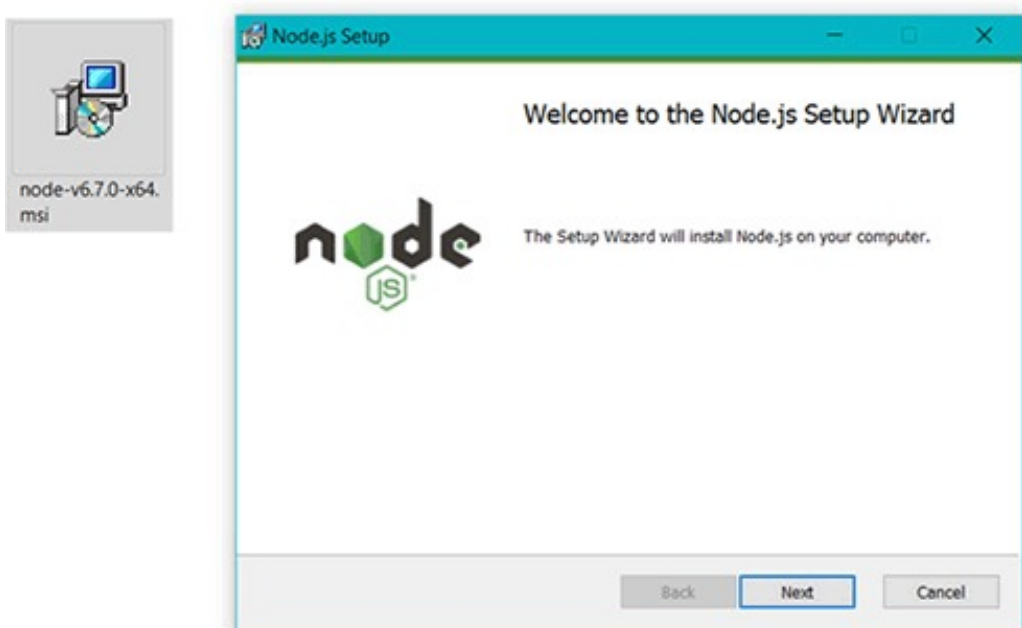 node-v6.7.0-x64.
msi
Node.js Setup
Welcome to the Node.js Setup Wizard
node
JS
The Setup Wizard will install Node.js on your computer.
Back
Next
Cancel